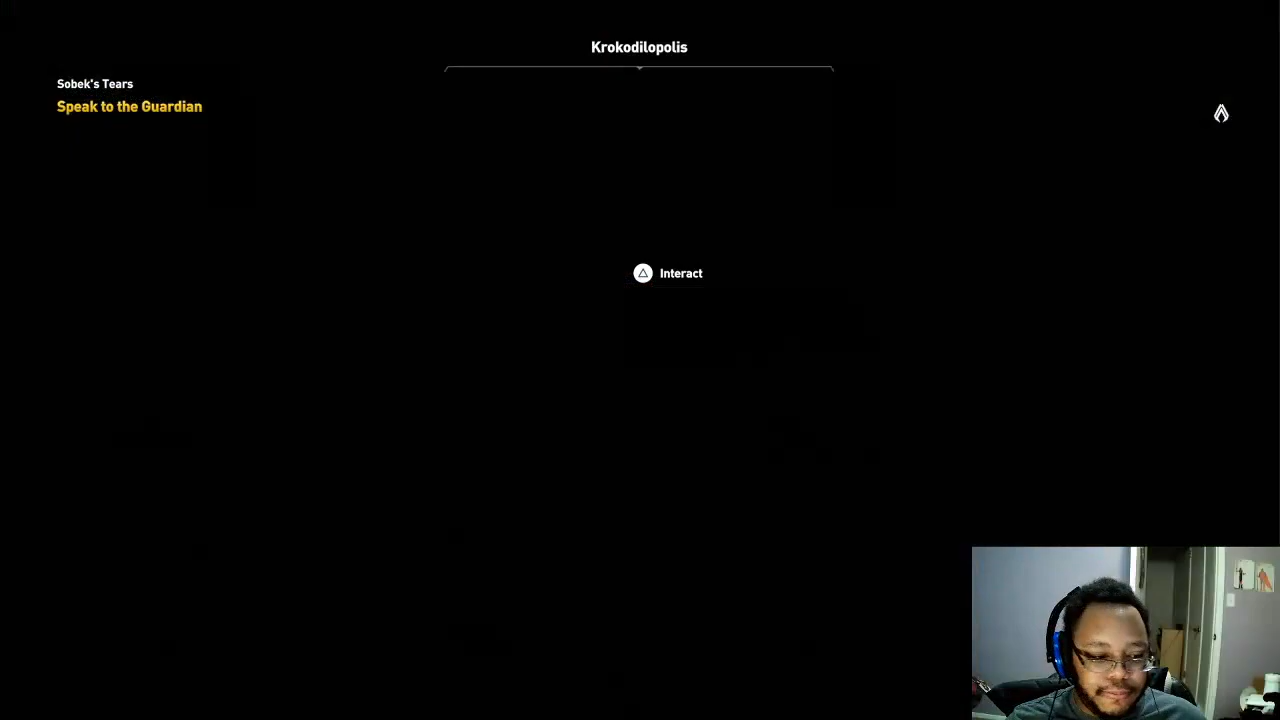 Krokodilopolis
Sobek's Tears
Speak to the Guardian
Interact